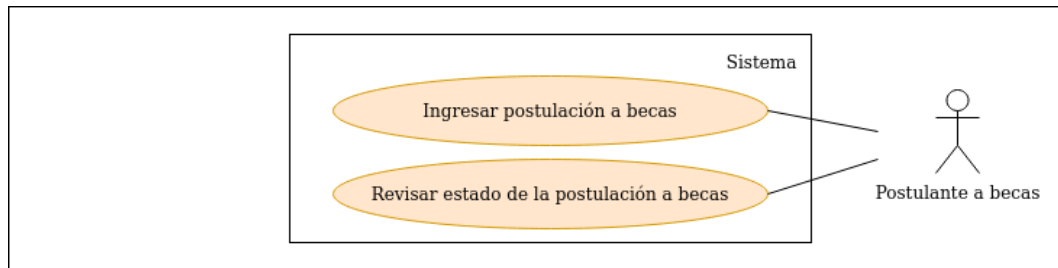 Sistema
Ingresar postulación a becas
Revisar estado de la postulación a becas
Postulante a becas